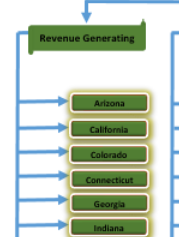 Revenue Generating
Arizona
California
Colorado
Connecticut
Georgia
Indiana